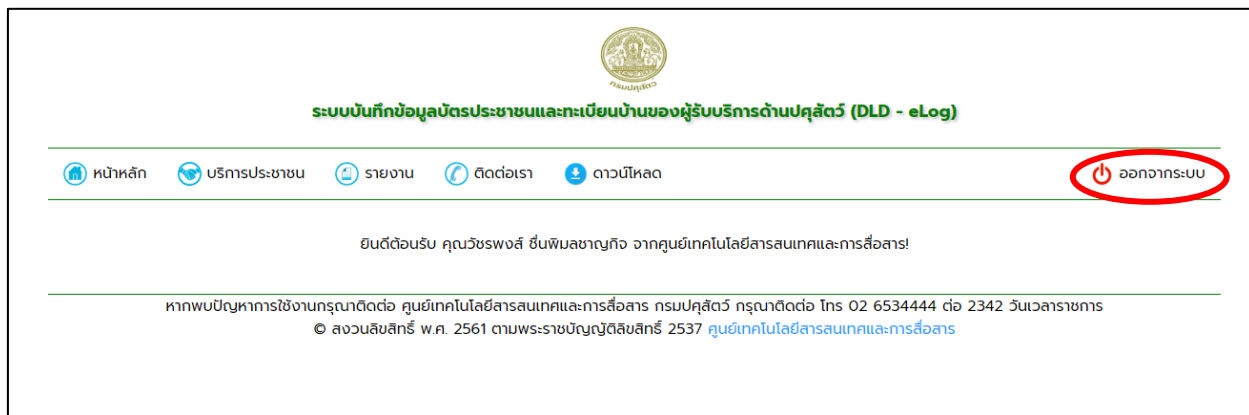 กรมปศุสัตว์
ระบบบันทึกข้อมูลบัตรประชาชนและทะเบียนบ้านของผู้รับบริการด้านปศุสัตว์ (DLD - eLog)
หน้าหลัก บริการประชาชน รายงาน ติดต่อเรา ดาวน์โหลด ออกจากระบบ
ยินดีต้อนรับ คุณวัชรพงส์ ชื่นพิมลชาญกิจ จากศูนย์เทคโนโลยีสารสนเทศและการสื่อสาร!
หากพบปัญหาการใช้งานกรุณาติดต่อ ศูนย์เทคโนโลยีสารสนเทศและการสื่อสาร กรมปศุสัตว์ กรุณาติดต่อ โทร 02 6534444 ต่อ 2342 วันเวลาราชการ
© สงวนลิขสิทธิ์ พ.ศ. 2561 ตามพระราชบัญญัติลิขสิทธิ์ 2537 ศูนย์เทคโนโลยีสารสนเทศและการสื่อสาร